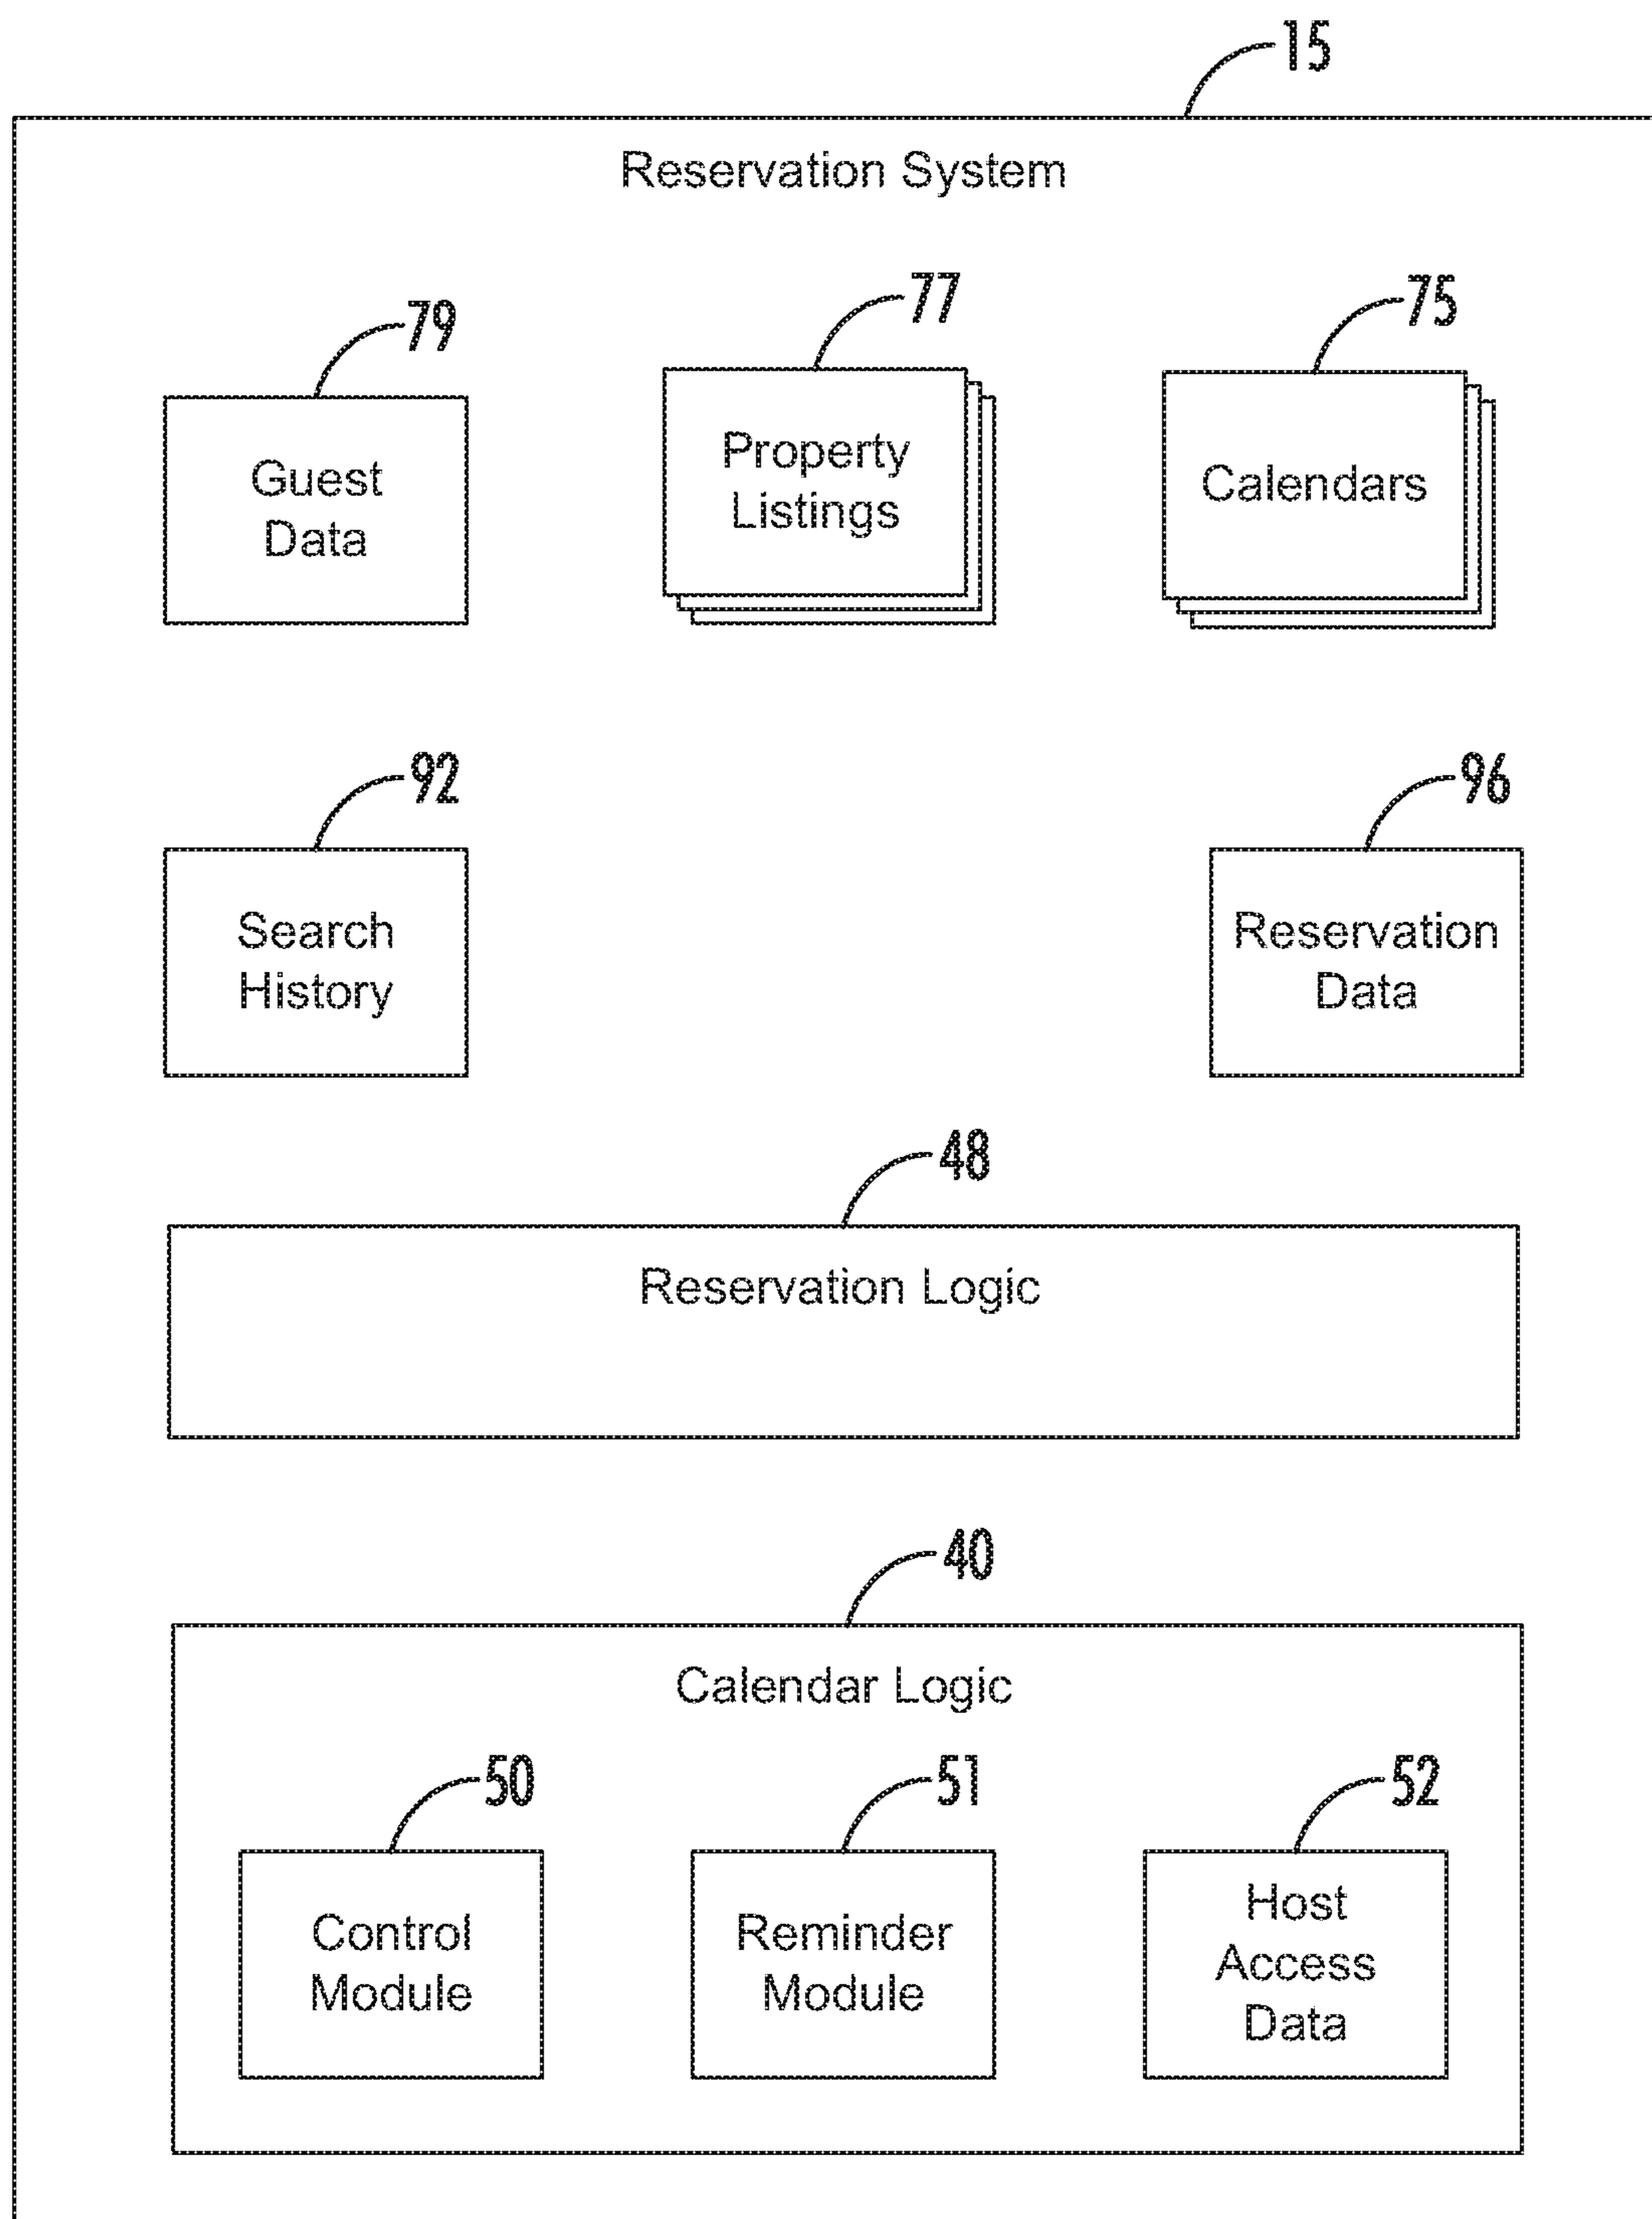 15
Reservation System
79
77
75
Guest
Data
Property
Listings
Calendars
92
96
Search
History
Reservation
Data
48
Reservation Logic
40
Calendar Logic
50
51
52
Control
Module
Reminder
Module
Host
Access
Data